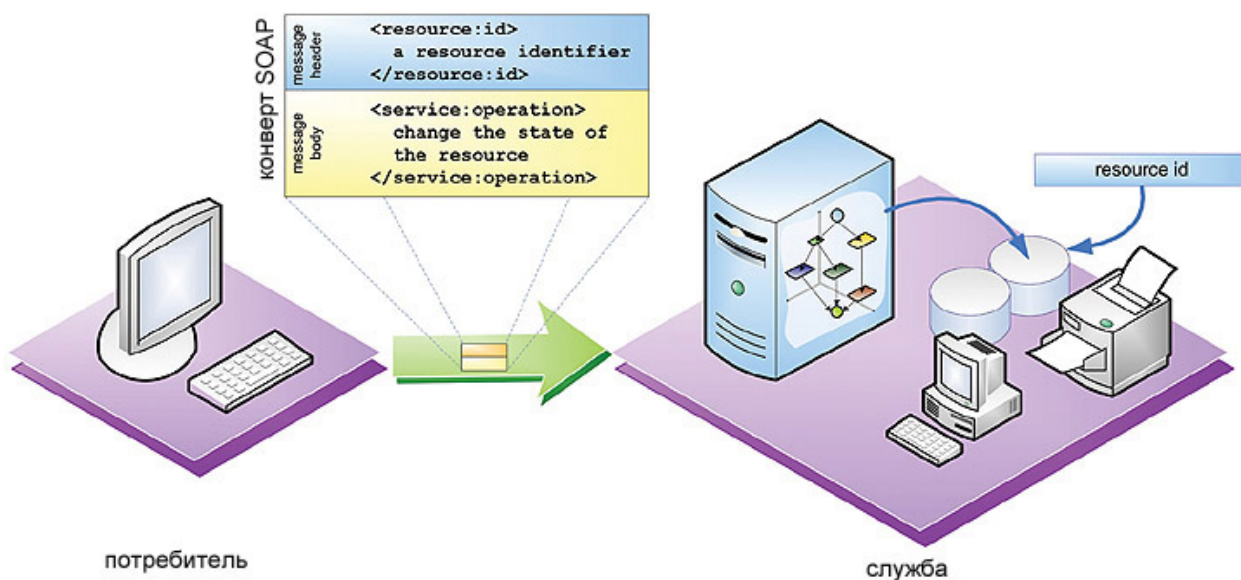 конверт SOAP
message
header
<resource:id>
a resource identifier
</resource:id>
message
body
<service:operation>
change the state of
the resource
</service:operation>
resource id
потребитель
служба